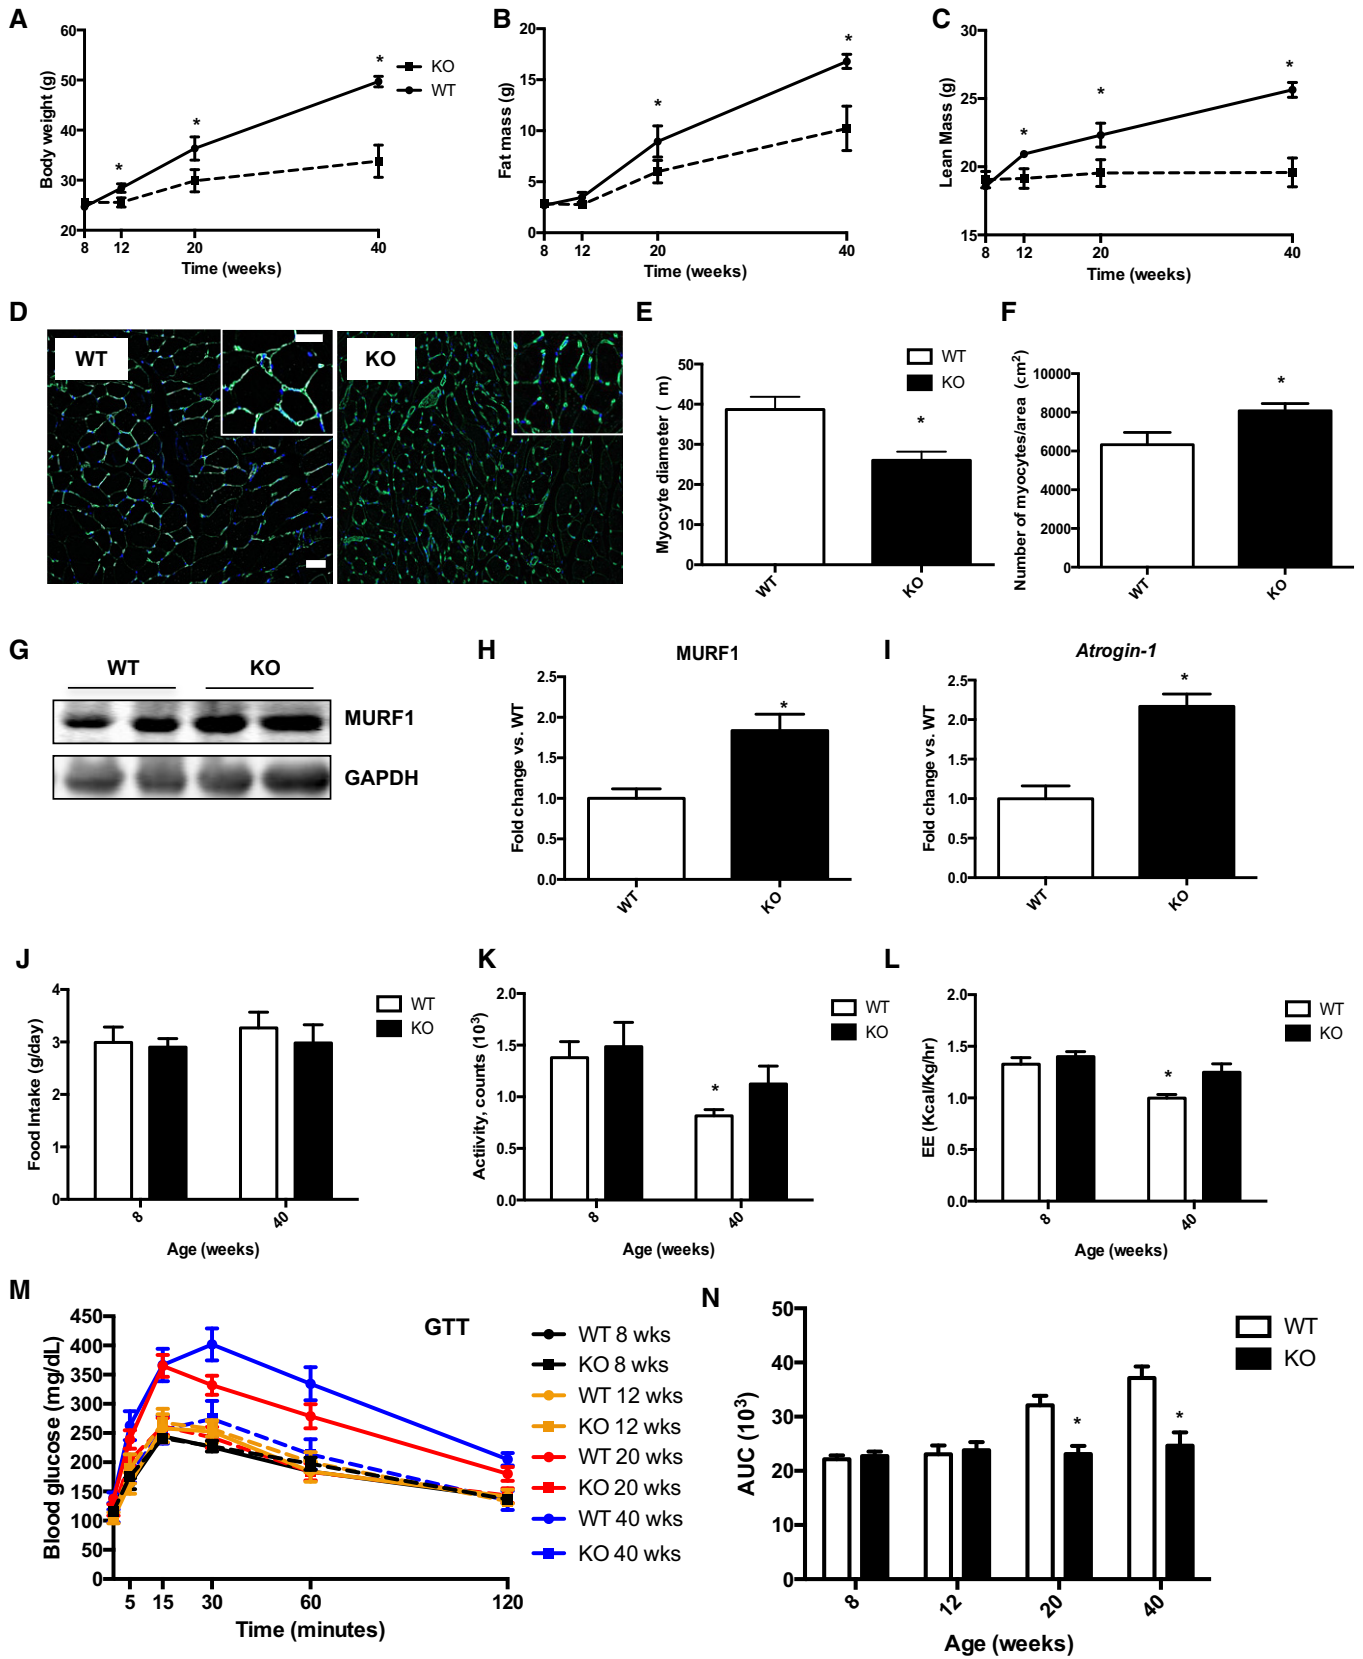 A
Body weight (g)
60
50
40
30
20
*
*
*
8 12 20 40
Time (weeks)
KO
WT
B
Fat mass (g)
20
15
10
5
0
*
*
8 12 20 40
Time (weeks)
C
Lean Mass (g)
30
25
20
15
*
*
*
8 12 20 40
Time (weeks)
D
WT
KO
E
Myocyte diameter ( m)
50
40
30
20
10
0
*
WT
KO
WT
KO
F
Number of myocytes/area (cm²)
10000
8000
6000
4000
2000
0
*
WT
KO
G
WT KO
MURF1
GAPDH
H
MURF1
Fold change vs. WT
2.5
2.0
1.5
1.0
0.5
0.0
*
WT
KO
I
Atrogin-1
Fold change vs. WT
2.5
2.0
1.5
1.0
0.5
0.0
*
WT
KO
J
Food Intake (g/day)
4
3
2
1
0
8
40
Age (weeks)
WT
KO
K
Actiivity, counts (10³)
2.0
1.5
1.0
0.5
0.0
*
8
40
Age (weeks)
WT
KO
L
EE (Kcal/Kg/hr)
2.0
1.5
1.0
0.5
0.0
*
8
40
Age (weeks)
WT
KO
M
GTT
Blood glucose (mg/dL)
450
400
350
300
250
200
150
100
50
0
5 15 30 60 120
Time (minutes)
WT 8 wks
KO 8 wks
WT 12 wks
KO 12 wks
WT 20 wks
KO 20 wks
WT 40 wks
KO 40 wks
N
AUC (10³)
50
40
30
20
10
0
*
*
8
12
20
40
Age (weeks)
WT
KO